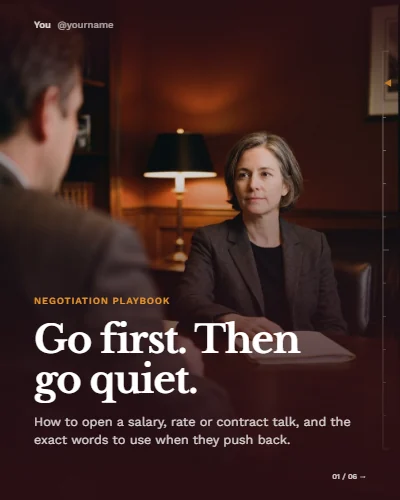 You @yourname
NEGOTIATION PLAYBOOK
Go first. Then
go quiet.
How to open a salary, rate or contract talk, and the
exact words to use when they push back.
01 / 06 →